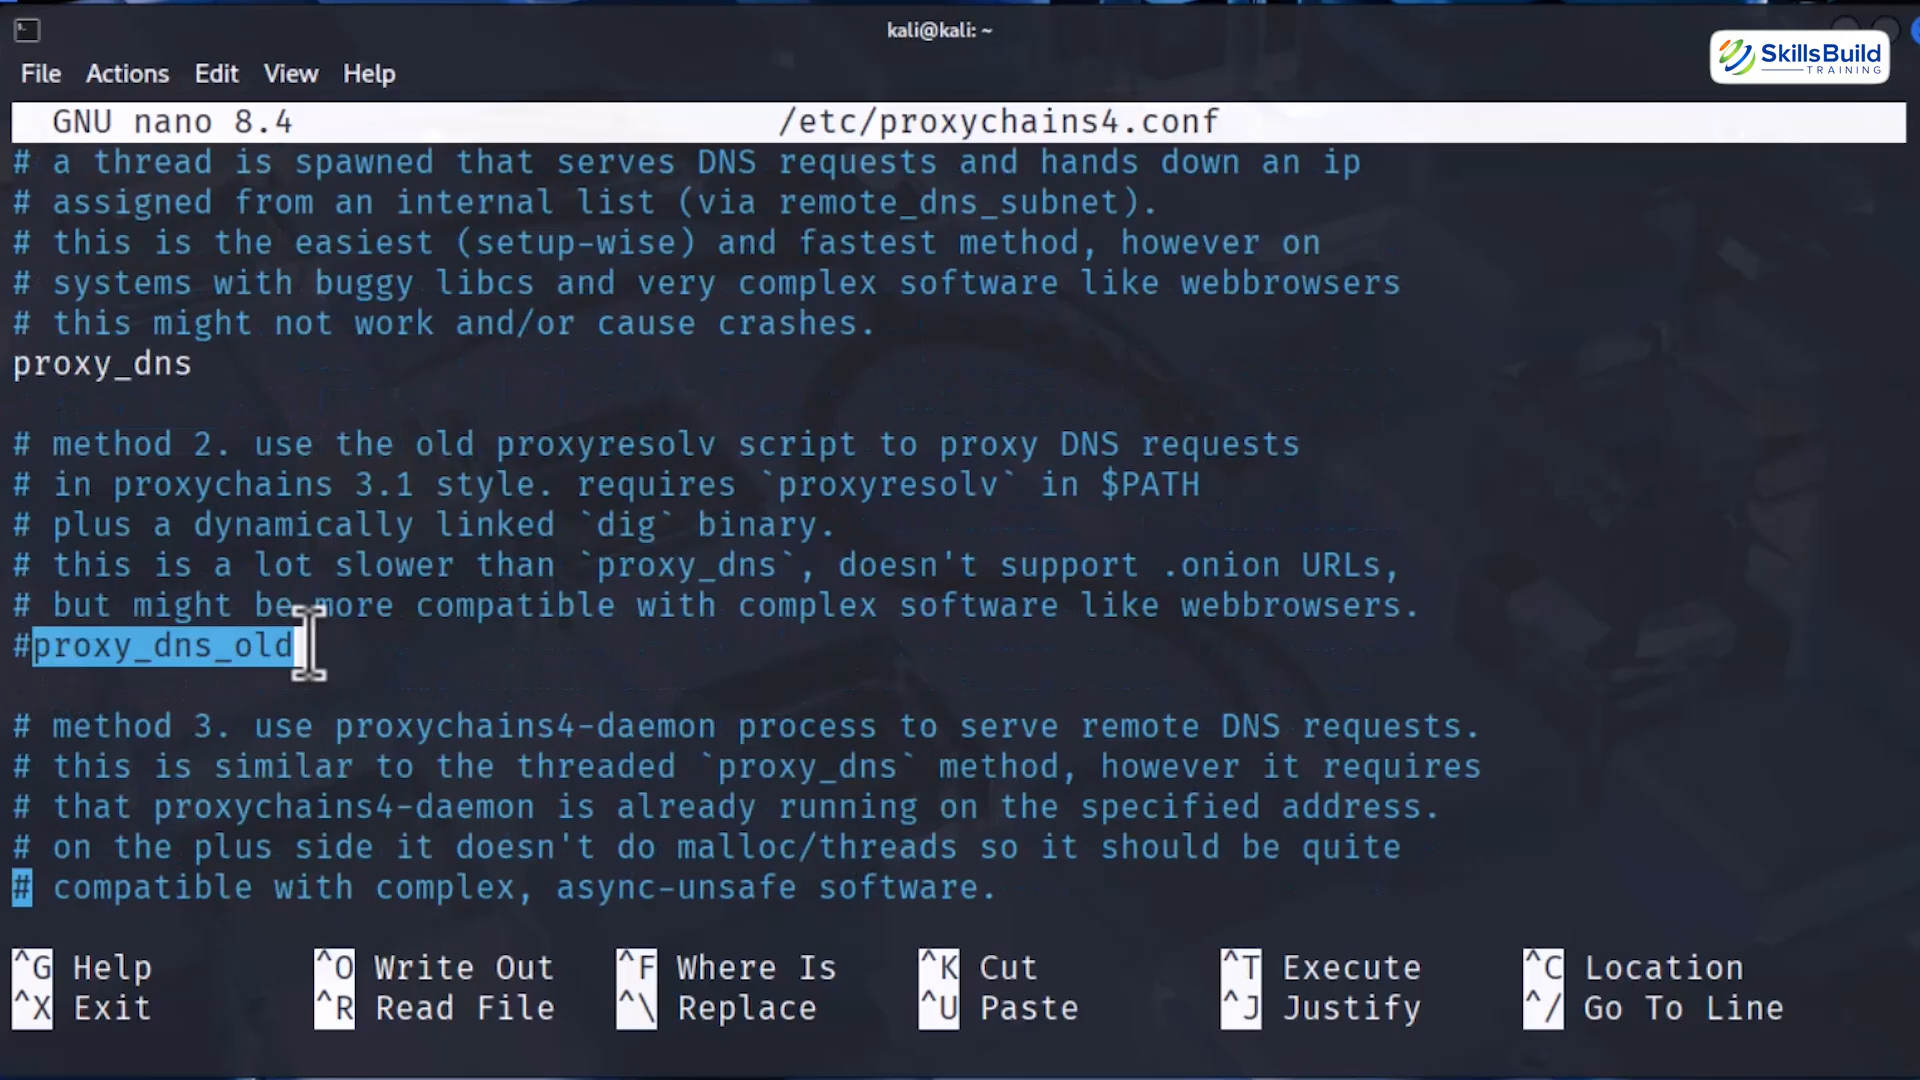 kali@kali: ~
SkillsBuild
TRAINING
File Actions Edit View Help
GNU nano 8.4 /etc/proxychains4.conf
# a thread is spawned that serves DNS requests and hands down an ip
# assigned from an internal list (via remote_dns_subnet).
# this is the easiest (setup-wise) and fastest method, however on
# systems with buggy libcs and very complex software like webbrowsers
# this might not work and/or cause crashes.
proxy_dns
# method 2. use the old proxyresolv script to proxy DNS requests
# in proxychains 3.1 style. requires `proxyresolv` in $PATH
# plus a dynamically linked `dig` binary.
# this is a lot slower than `proxy_dns`, doesn't support .onion URLs,
# but might be more compatible with complex software like webbrowsers.
#proxy_dns_old
# method 3. use proxychains4-daemon process to serve remote DNS requests.
# this is similar to the threaded `proxy_dns` method, however it requires
# that proxychains4-daemon is already running on the specified address.
# on the plus side it doesn't do malloc/threads so it should be quite
# compatible with complex, async-unsafe software.
^G Help ^O Write Out ^F Where Is ^K Cut ^T Execute ^C Location
^X Exit ^R Read File ^\ Replace ^U Paste ^J Justify ^/ Go To Line